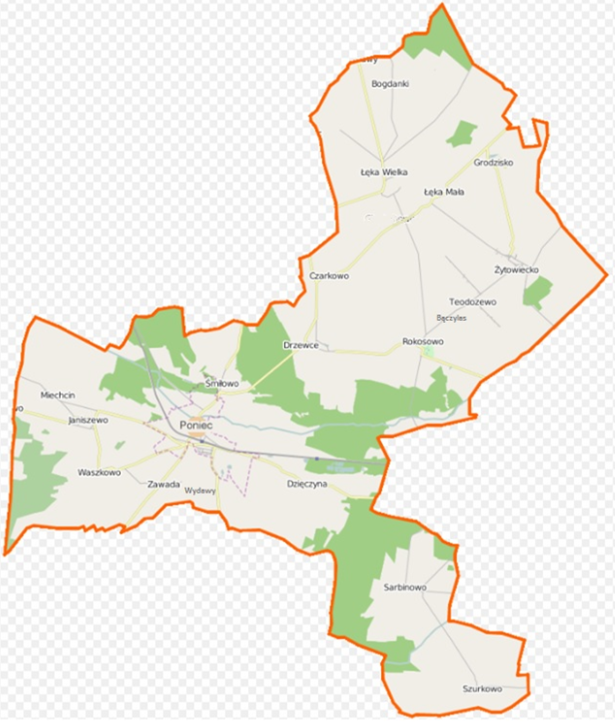 Bogdanki
Grodzisko
Łęka Wielka
Łęka Mała
Czarkowo
Żytowiecko
Teodozewo
Bączylas
Drzewce
Rokosowo
Śmiłowo
Miechcin
Janiszewo
Poniec
Waszkowo
Zawada
Wydawy
Dzięczyna
Sarbinowo
Szurkowo